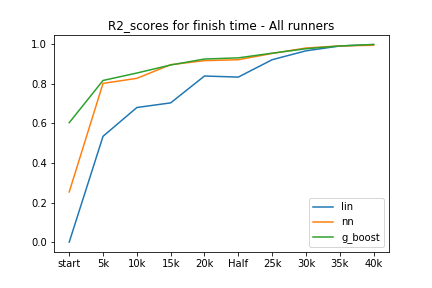 R2_scores for finish time - All runners
1.0
0.8
0.6
0.4
0.2
0.0
lin
nn
g_boost
start 5k 10k 15k 20k Half 25k 30k 35k 40k